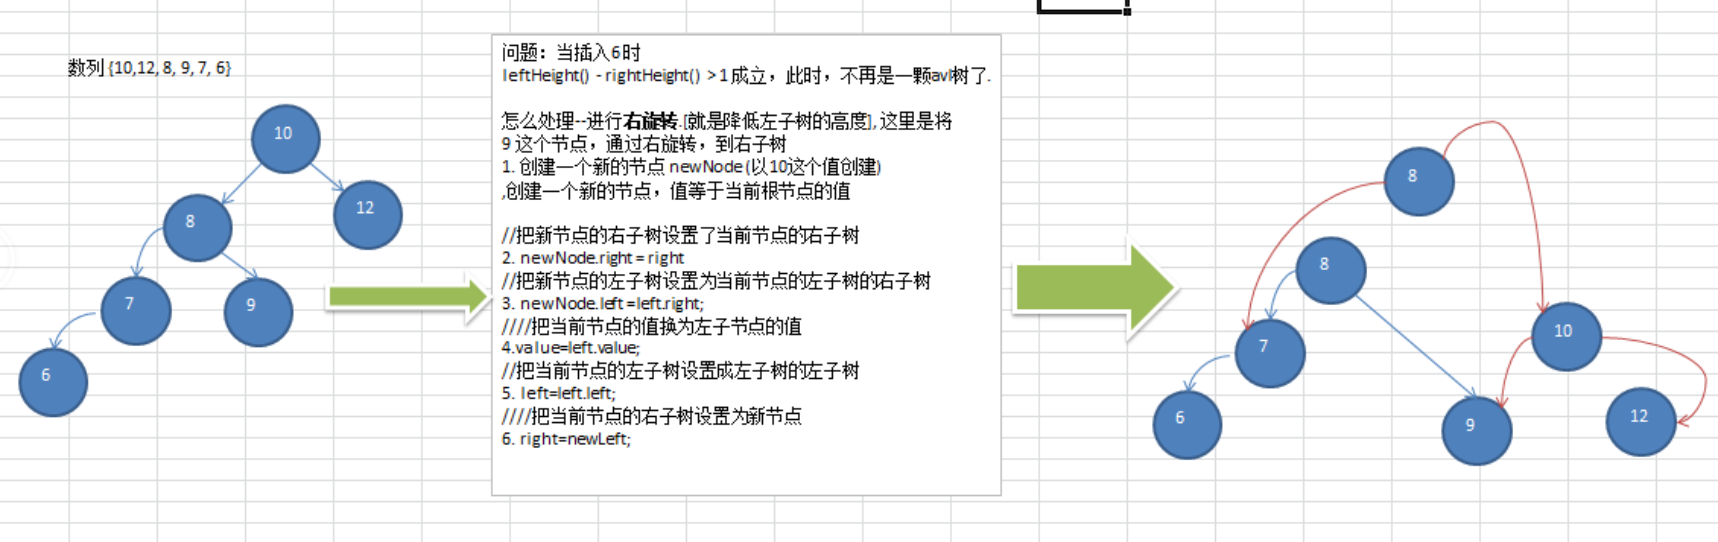 数列 {10,12, 8, 9, 7, 6}
10
8
12
7
9
6
问题：当插入6时
leftHeight() - rightHeight() > 1 成立，此时，不再是一颗avl树了.
怎么处理--进行右旋转.[就是降低左子树的高度], 这里是将
9 这个节点，通过右旋转，到右子树
1. 创建一个新的节点 newNode (以10这个值创建)
,创建一个新的节点，值等于当前根节点的值
//把新节点的右子树设置了当前节点的右子树
2. newNode.right = right
//把新节点的左子树设置为当前节点的左子树的右子树
3. newNode.left =left.right;
////把当前节点的值换为左子节点的值
4.value=left.value;
//把当前节点的左子树设置成左子树的左子树
5. left=left.left;
////把当前节点的右子树设置为新节点
6. right=newLeft;
8
8
7
10
6
9
12